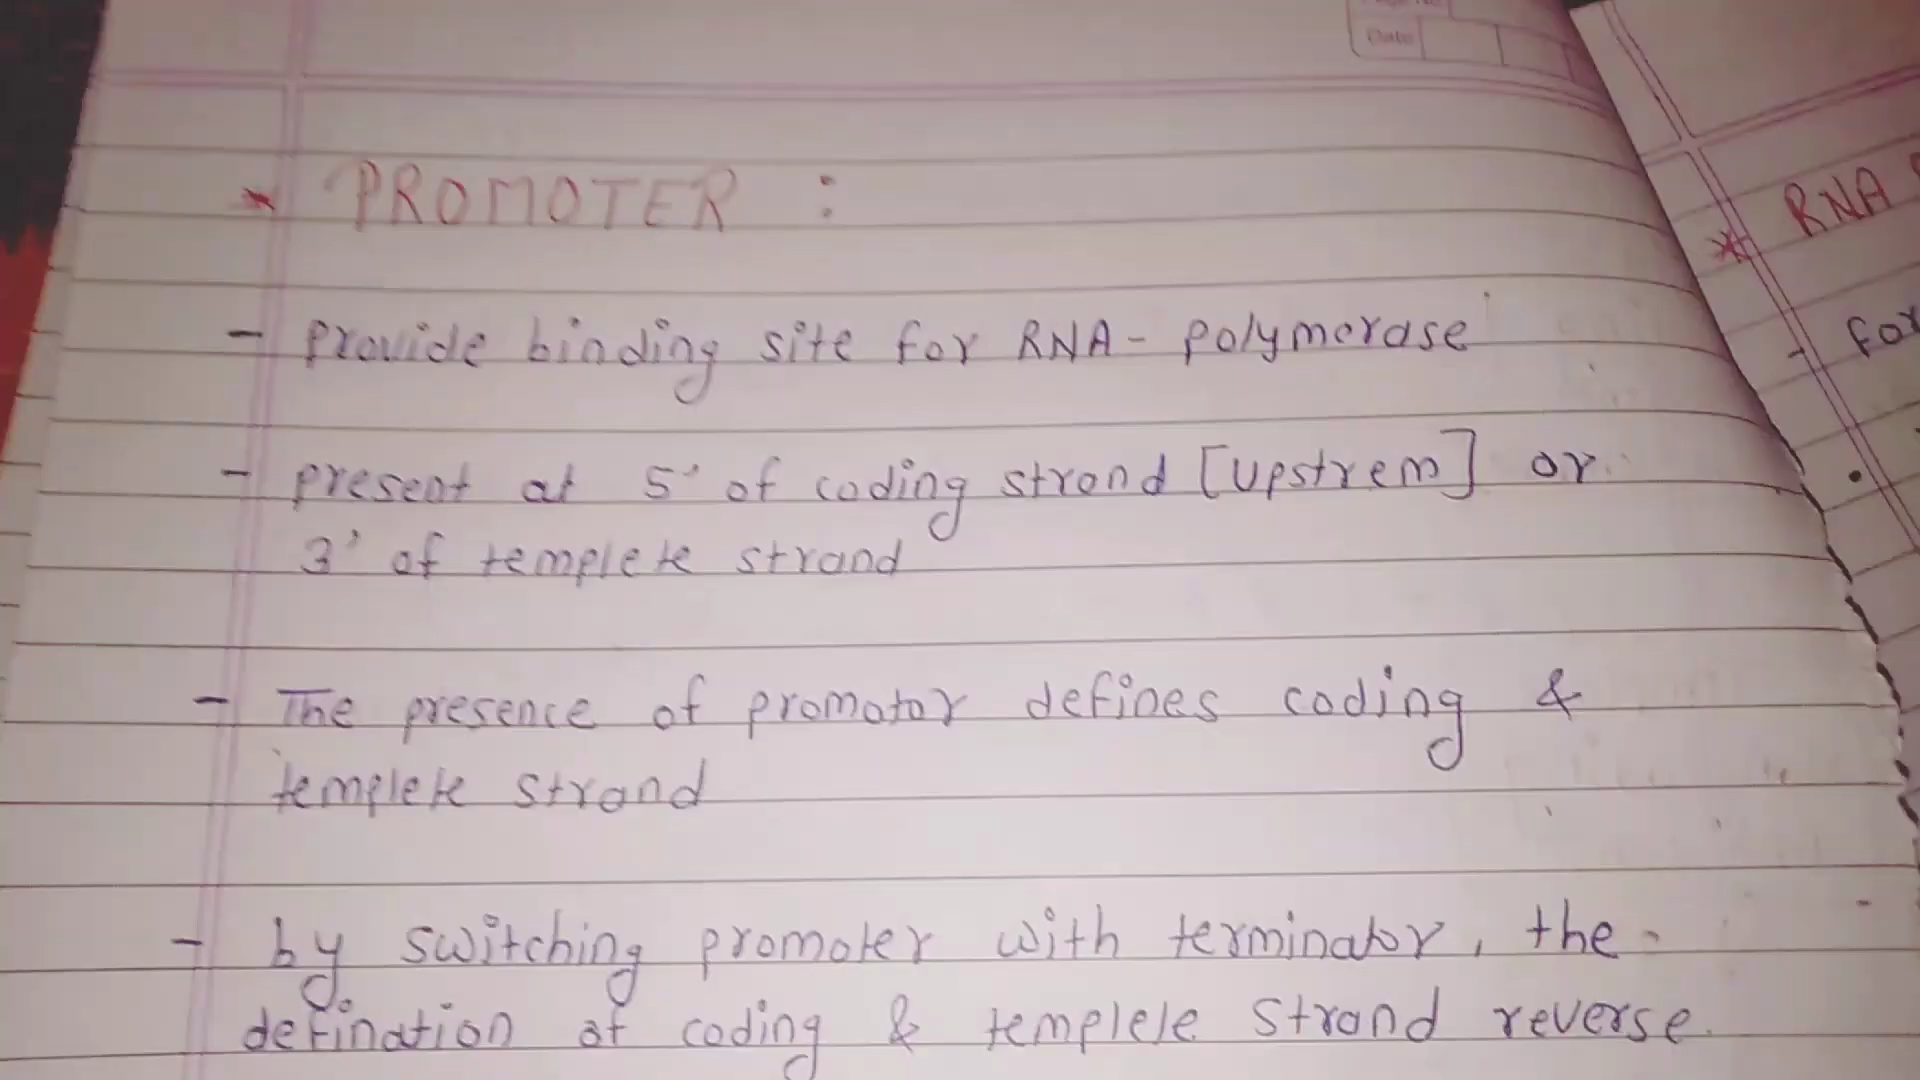 Date
* PROMOTER :
- Provide binding site for RNA - polymerase
- present at 5' of coding strand [upstrem] or
3' of templete strand
- The presence of promotor defines coding &
templete strand
- by switching promoter with terminator, the
defination of coding & templete strand reverse.
* RNA
- for